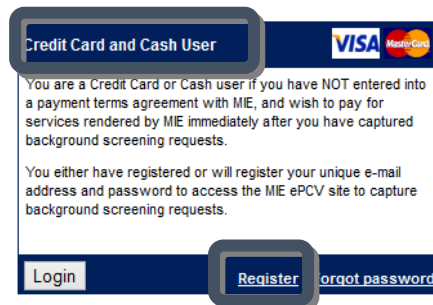 Credit Card and Cash User VISA MasterCard
You are a Credit Card or Cash user if you have NOT entered into
a payment terms agreement with MIE, and wish to pay for
services rendered by MIE immediately after you have captured
background screening requests.
You either have registered or will register your unique e-mail
address and password to access the MIE ePCV site to capture
background screening requests.
Login Register Forgot password